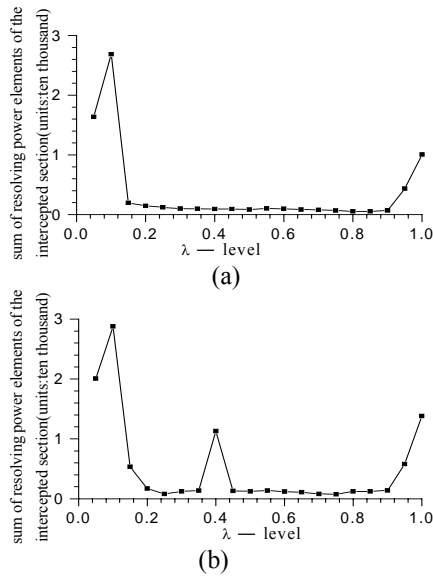 sum of resolving power elements of the
intercepted section(units:ten thousand)
3
2
1
0
0.0 0.2 0.4 0.6 0.8 1.0
λ — level
(a)
sum of resolving power elements of the
intercepted section(units:ten thousand)
3
2
1
0
0.0 0.2 0.4 0.6 0.8 1.0
λ — level
(b)